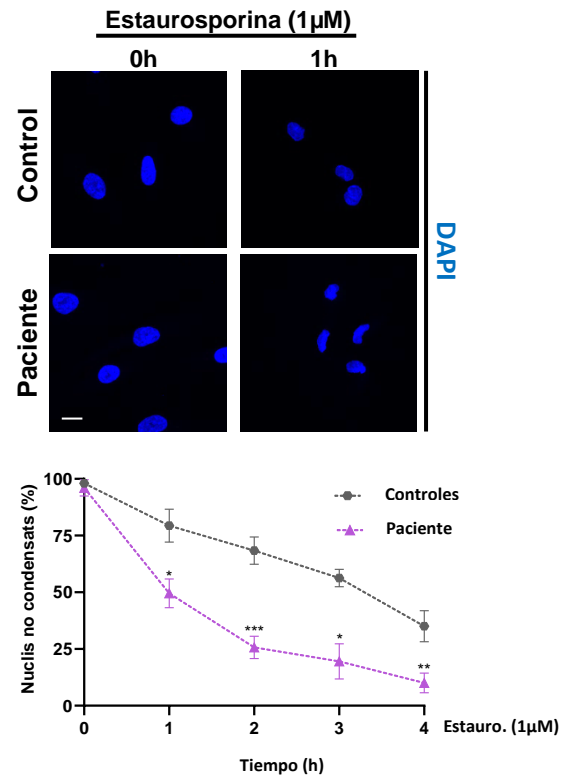 Estaurosporina (1µM)
0h
1h
Control
Paciente
DAPI
Nuclis no condensats (%)
100
75
50
25
0
Controles
Paciente
*
***
*
**
0
1
2
3
4
Estauro. (1µM)
Tiempo (h)